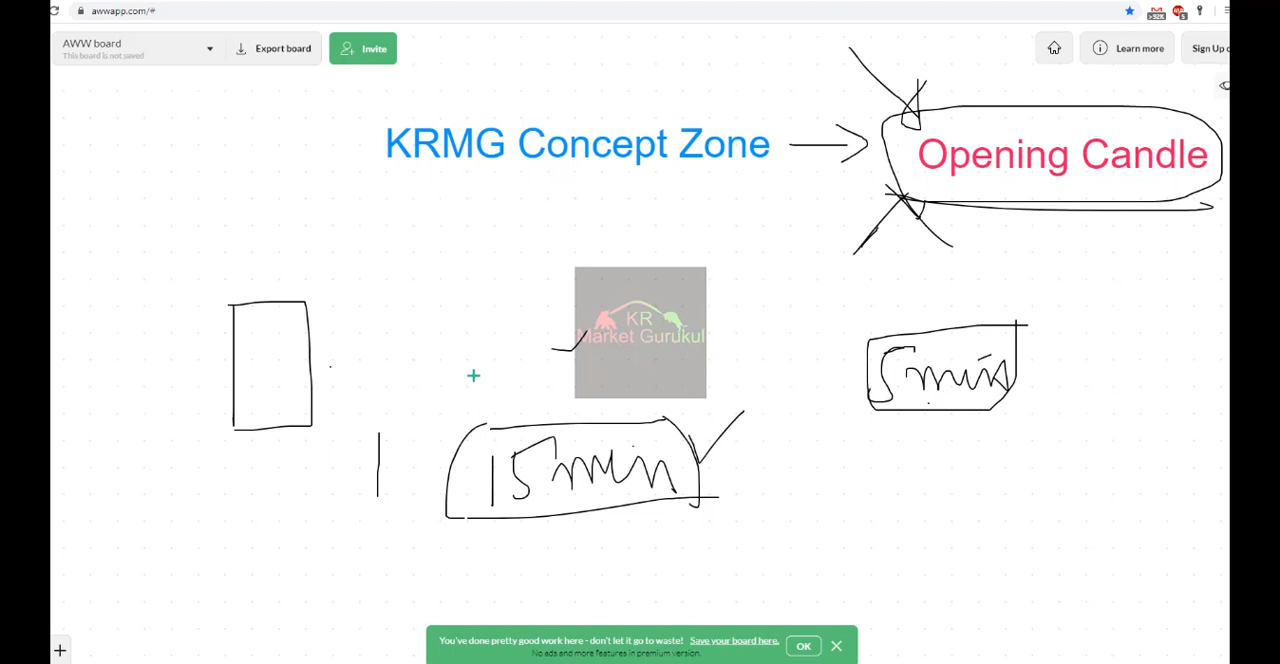 awwapp.com/#
>32K
5
AWW board
This board is not saved
Export board
Invite
Learn more
Sign Up
KRMG Concept Zone
Opening Candle
KR
Market Gurukul
5 min
15 min
You've done pretty good work here - don't let it go to waste! Save your board here.
No ads and more features in premium version.
OK